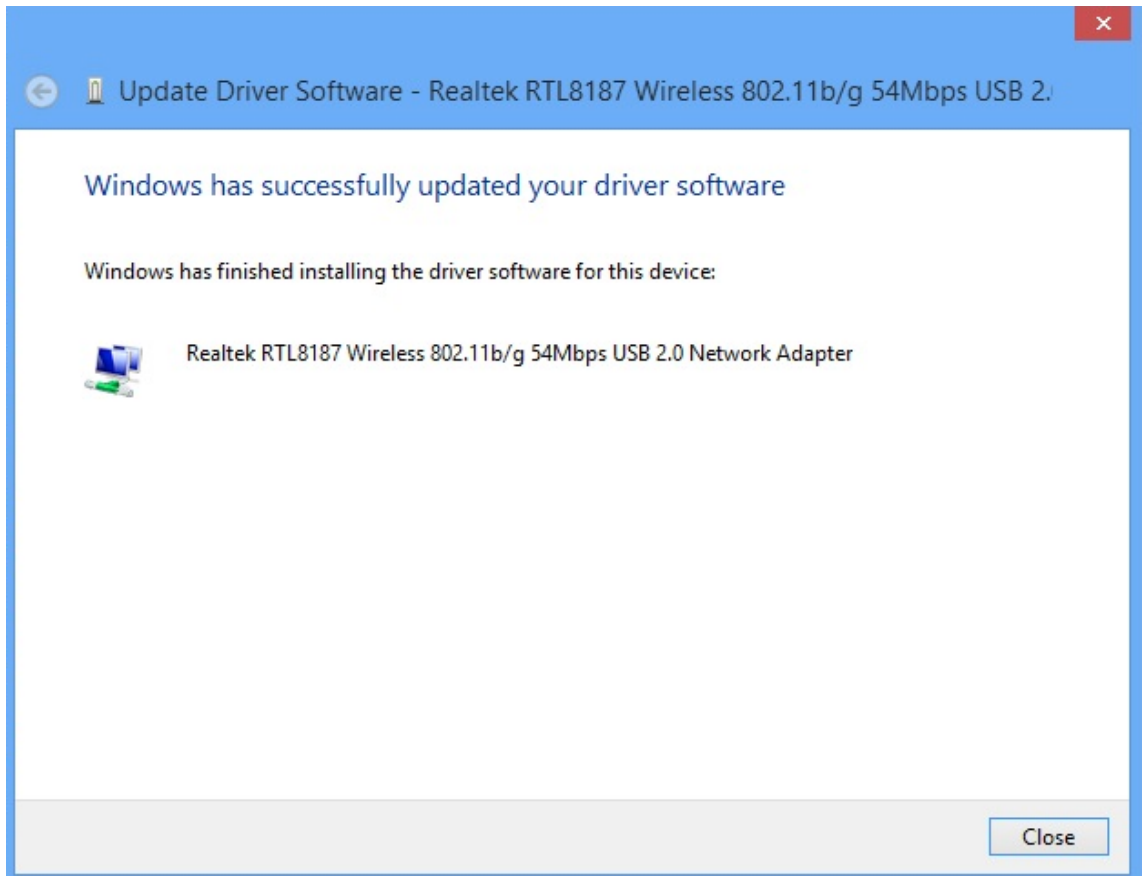 Update Driver Software - Realtek RTL8187 Wireless 802.11b/g 54Mbps USB 2.
Windows has successfully updated your driver software
Windows has finished installing the driver software for this device:
Realtek RTL8187 Wireless 802.11b/g 54Mbps USB 2.0 Network Adapter
Close